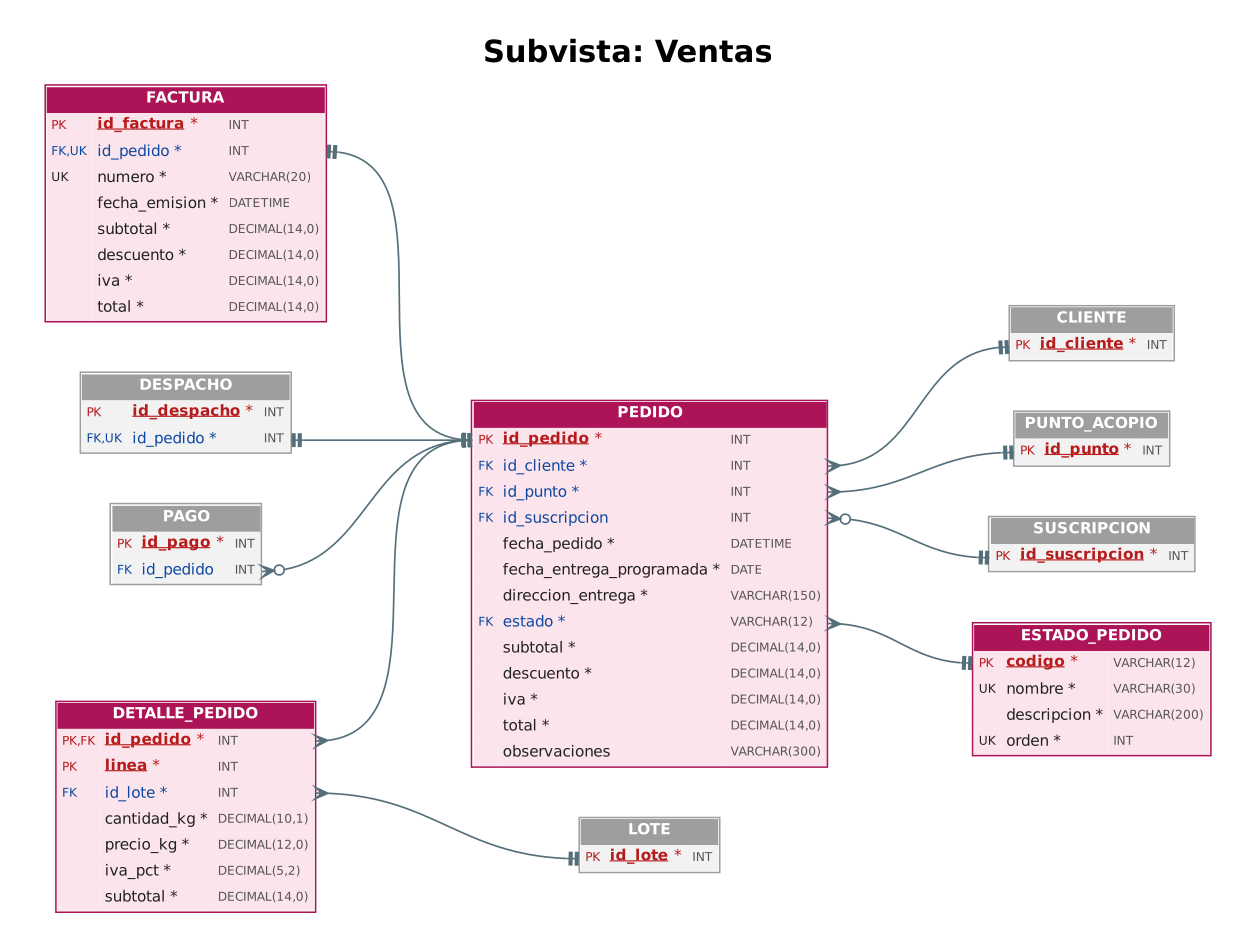 Subvista: Ventas
FACTURA
PK id_factura * INT
FK,UK id_pedido * INT
UK numero * VARCHAR(20)
fecha_emision * DATETIME
subtotal * DECIMAL(14,0)
descuento * DECIMAL(14,0)
iva * DECIMAL(14,0)
total * DECIMAL(14,0)
DESPACHO
PK id_despacho * INT
FK,UK id_pedido * INT
PAGO
PK id_pago * INT
FK id_pedido INT
DETALLE_PEDIDO
PK,FK id_pedido * INT
PK linea * INT
FK id_lote * INT
cantidad_kg * DECIMAL(10,1)
precio_kg * DECIMAL(12,0)
iva_pct * DECIMAL(5,2)
subtotal * DECIMAL(14,0)
PEDIDO
PK id_pedido * INT
FK id_cliente * INT
FK id_punto * INT
FK id_suscripcion INT
fecha_pedido * DATETIME
fecha_entrega_programada * DATE
direccion_entrega * VARCHAR(150)
FK estado * VARCHAR(12)
subtotal * DECIMAL(14,0)
descuento * DECIMAL(14,0)
iva * DECIMAL(14,0)
total * DECIMAL(14,0)
observaciones VARCHAR(300)
LOTE
PK id_lote * INT
CLIENTE
PK id_cliente * INT
PUNTO_ACOPIO
PK id_punto * INT
SUSCRIPCION
PK id_suscripcion * INT
ESTADO_PEDIDO
PK codigo * VARCHAR(12)
UK nombre * VARCHAR(30)
descripcion * VARCHAR(200)
UK orden * INT